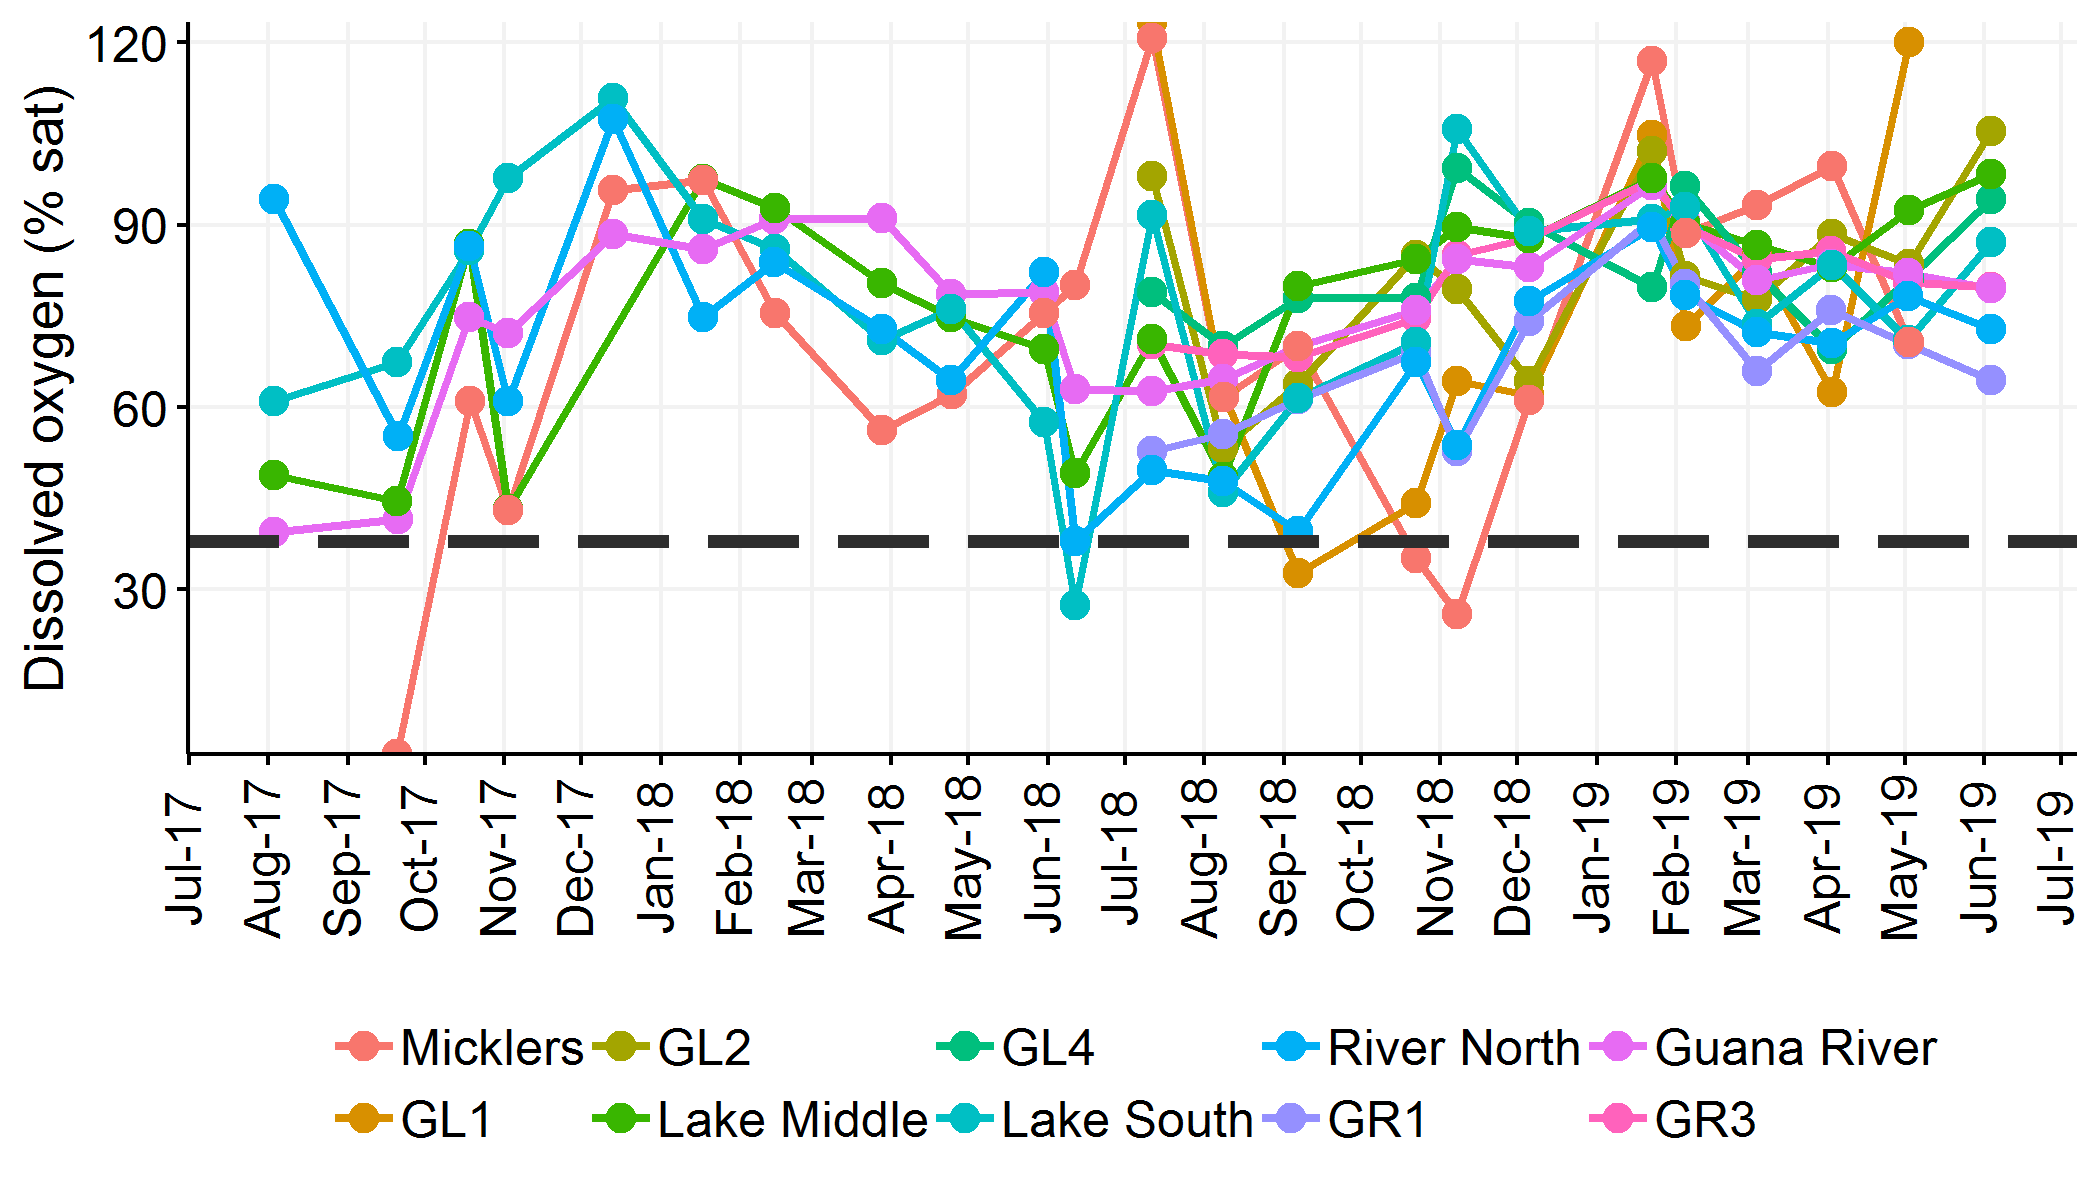 Dissolved oxygen (% sat)
120
90
60
30
Jul-17
Aug-17
Sep-17
Oct-17
Nov-17
Dec-17
Jan-18
Feb-18
Mar-18
Apr-18
May-18
Jun-18
Jul-18
Aug-18
Sep-18
Oct-18
Nov-18
Dec-18
Jan-19
Feb-19
Mar-19
Apr-19
May-19
Jun-19
Jul-19
Micklers GL2 GL4 River North Guana River
GL1 Lake Middle Lake South GR1 GR3